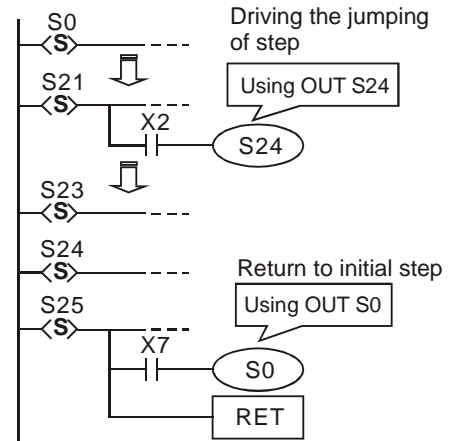 S0
S
Driving the jumping
of step
S21
S
Using OUT S24
X2
S24
S23
S
S24
S
Return to initial step
S25
S
Using OUT S0
X7
S0
RET